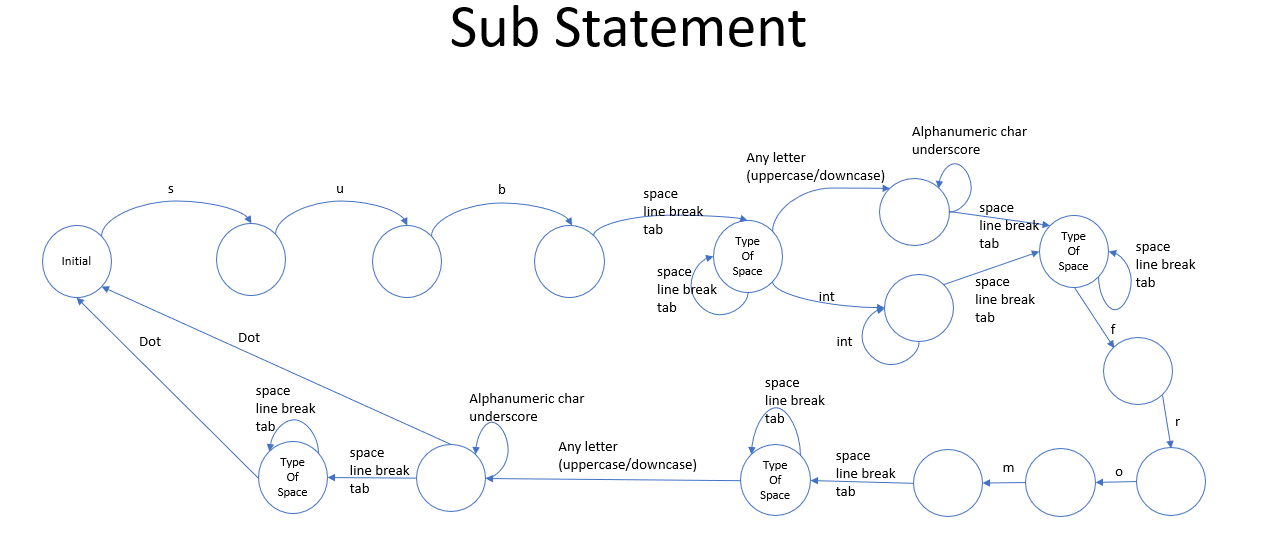 Sub Statement
Alphanumeric char
underscore
Any letter
(uppercase/downcase)
s
u
b
space
line break
tab
space
line break
tab
Initial
Type
Of
Space
Type
Of
Space
space
line break
tab
space
line break
tab
int
space
line break
tab
int
f
Dot
Dot
space
line break
tab
Alphanumeric char
underscore
space
line break
tab
r
Any letter
(uppercase/downcase)
space
line break
tab
space
line break
tab
Type
Of
Space
Type
Of
Space
m
o